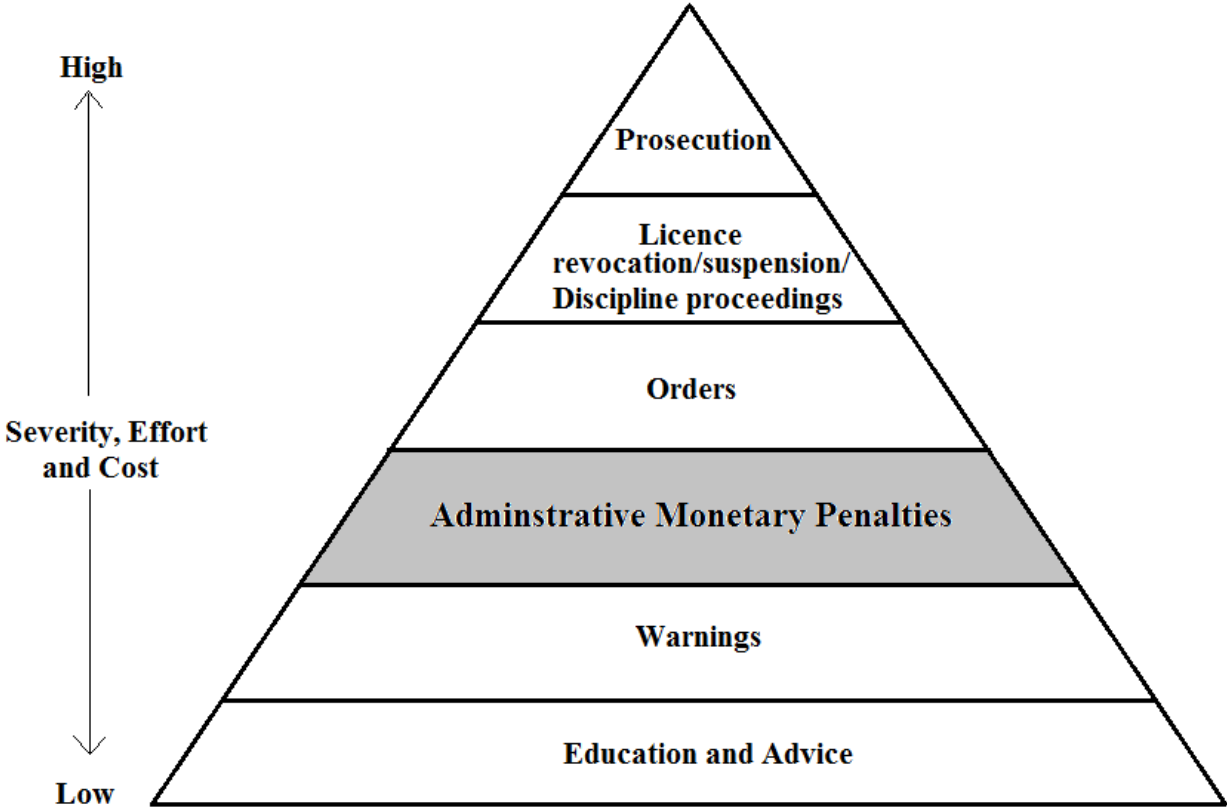 High
Prosecution
Licence
revocation/suspension/
Discipline proceedings
Orders
Severity, Effort
and Cost
Adminstrative Monetary Penalties
Warnings
Education and Advice
Low